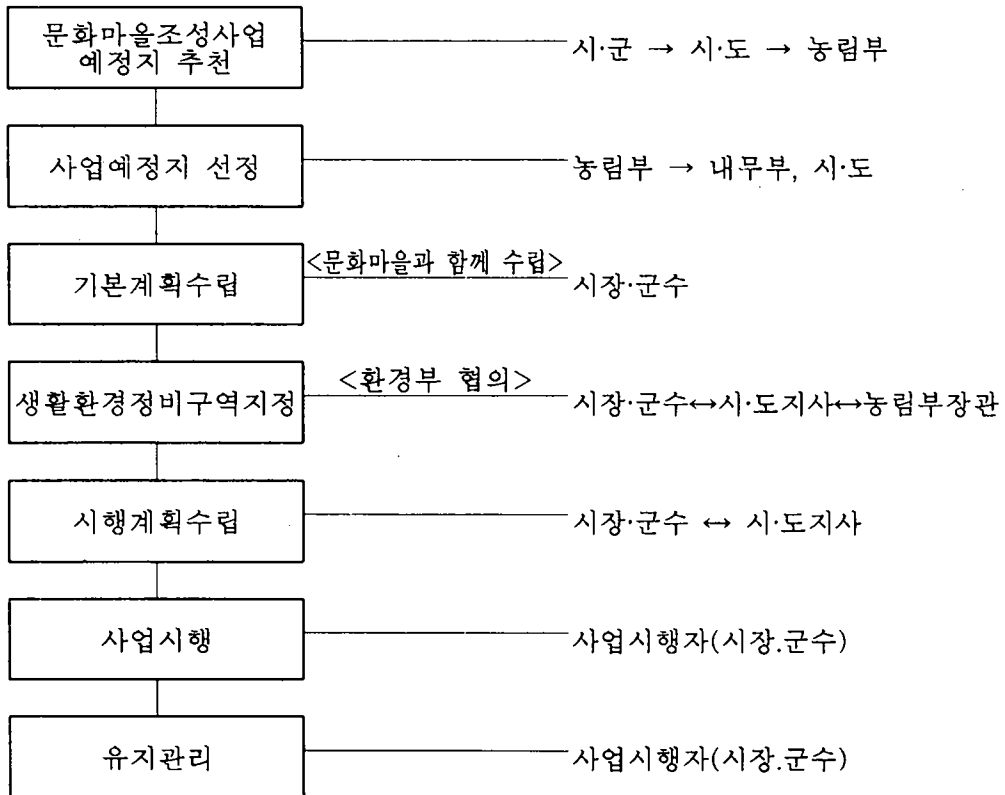 문화마을조성사업
예정지 추천
시·군 → 시·도 → 농림부
사업예정지 선정
농림부 → 내무부, 시·도
기본계획수립
<문화마을과 함께 수립>
시장·군수
생활환경정비구역지정
<환경부 협의>
시장·군수↔시·도지사↔농림부장관
시행계획수립
시장·군수 ↔ 시·도지사
사업시행
사업시행자(시장.군수)
유지관리
사업시행자(시장.군수)